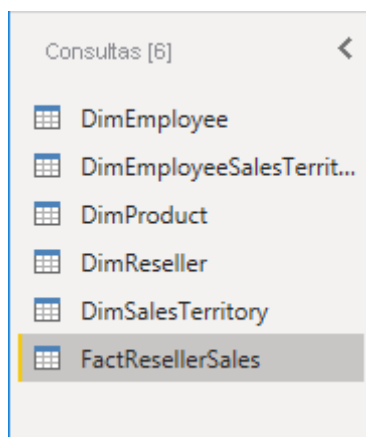 Consultas [6]
DimEmployee
DimEmployeeSalesTerrit...
DimProduct
DimReseller
DimSalesTerritory
FactResellerSales